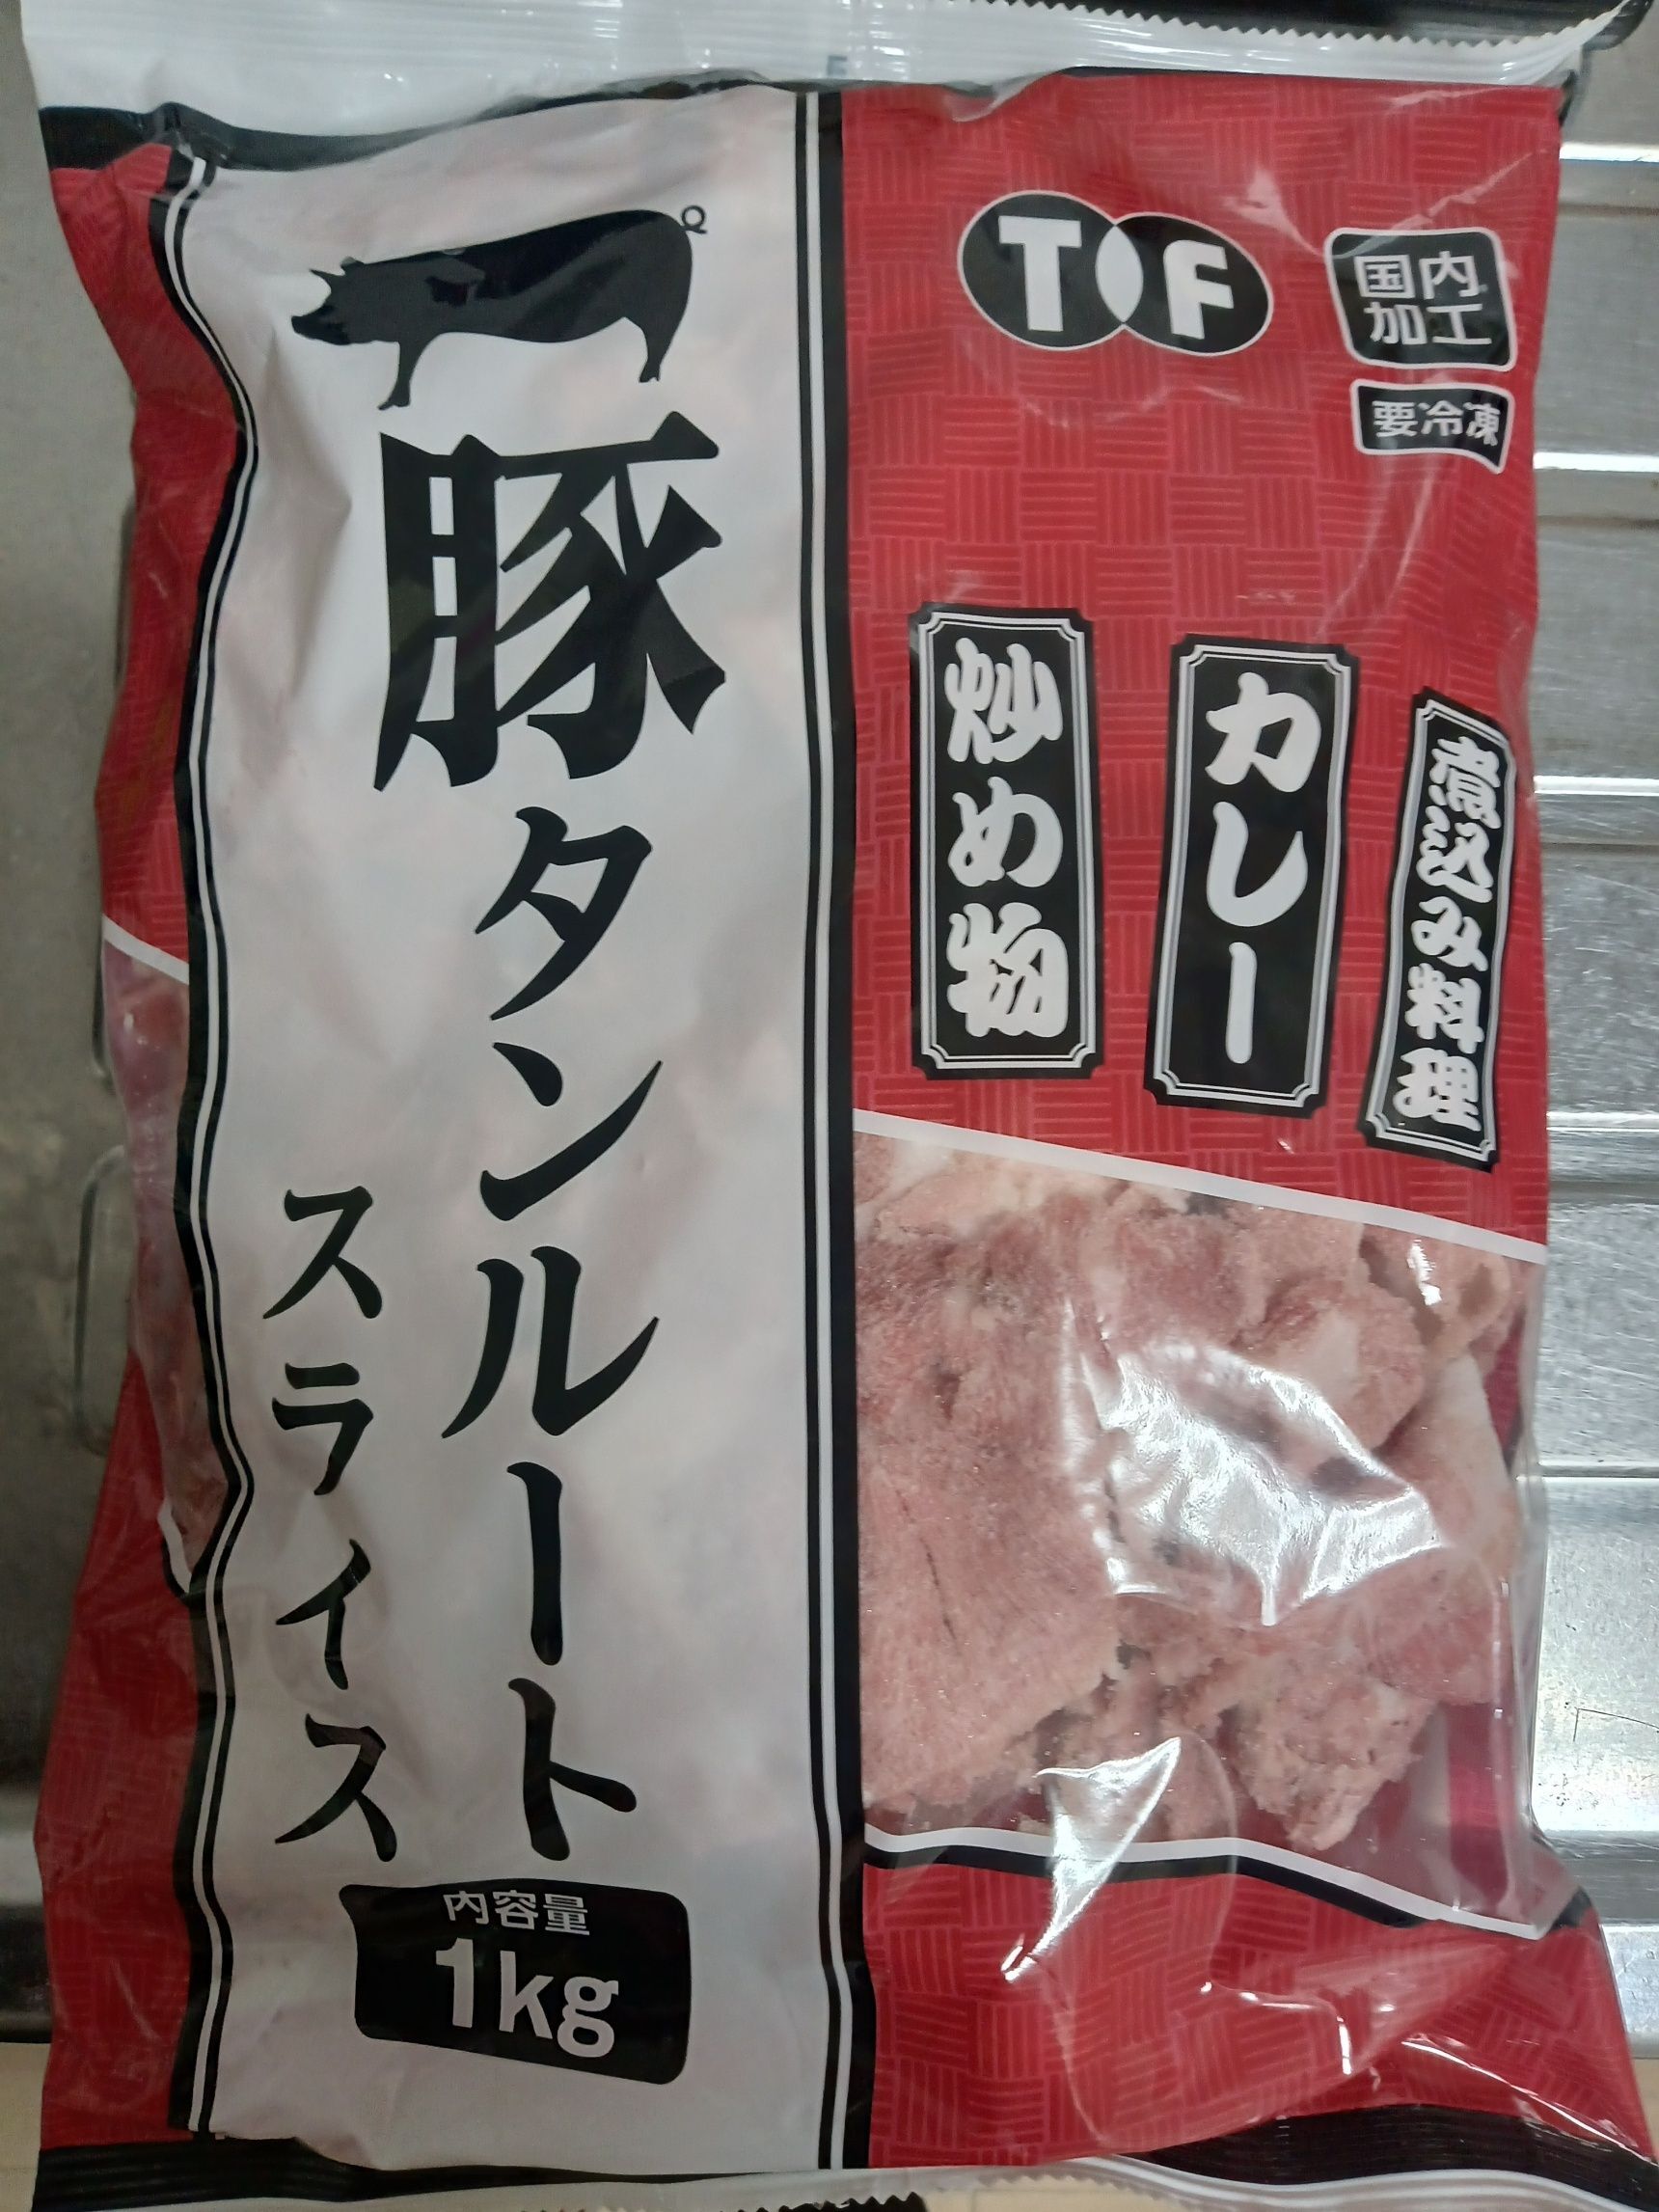 TF
国内
加工
要冷凍
豚タンルート
スライス
炒め物
カレー
煮込み料理
内容量
1kg